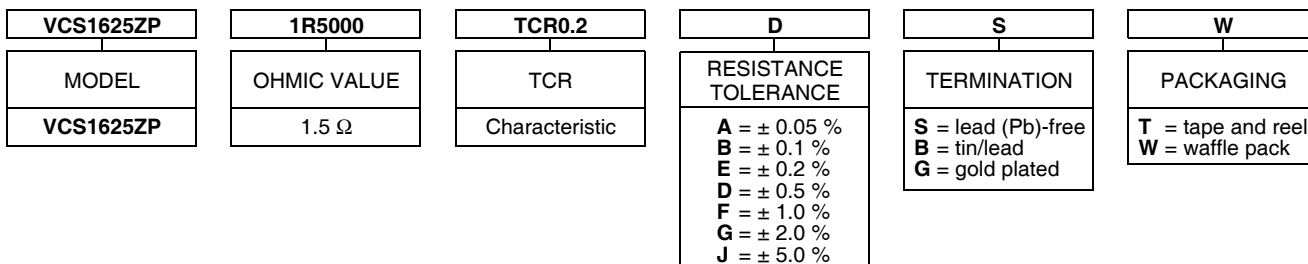 VCS1625ZP
MODEL
VCS1625ZP
1R5000
OHMIC VALUE
1.5 Ω
TCR0.2
TCR
Characteristic
D
RESISTANCE
TOLERANCE
A = ± 0.05 %
B = ± 0.1 %
E = ± 0.2 %
D = ± 0.5 %
F = ± 1.0 %
G = ± 2.0 %
J = ± 5.0 %
S
TERMINATION
S = lead (Pb)-free
B = tin/lead
G = gold plated
W
PACKAGING
T = tape and reel
W = waffle pack